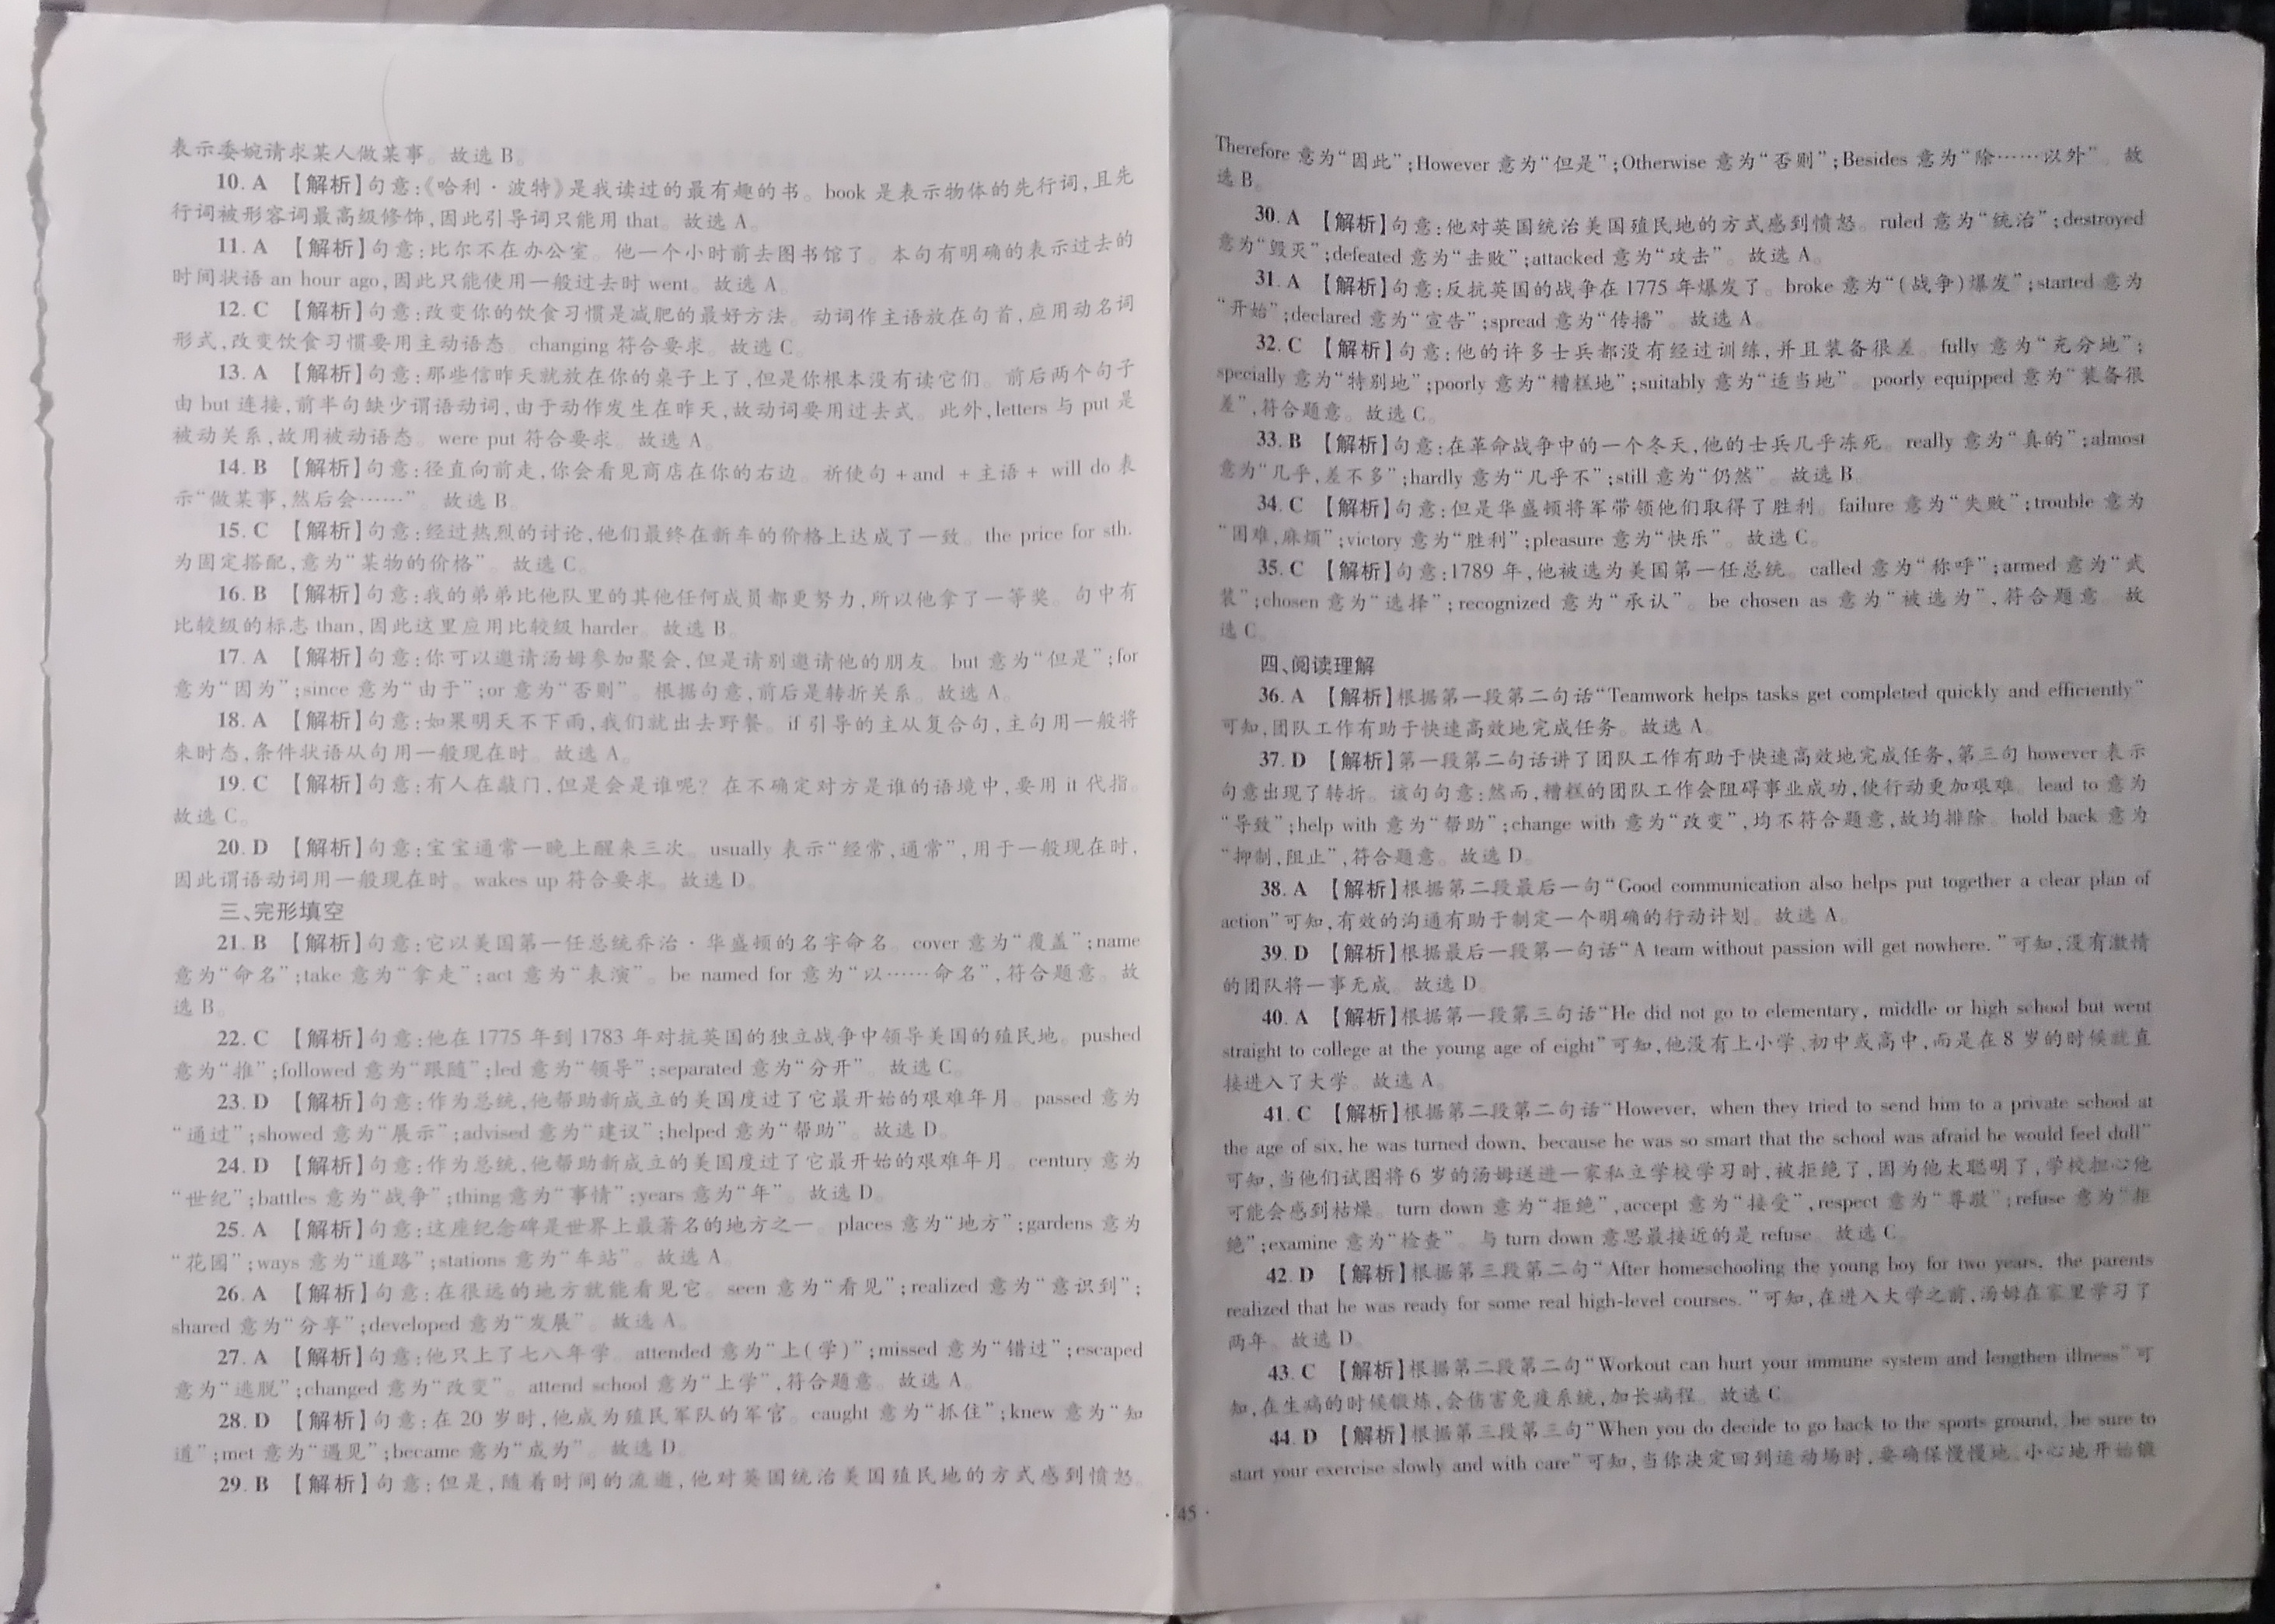 表示委婉请求某人做某事。故选 B。
10. A 【解析】句意:《哈利·波特》是我读过的最有趣的书。book 是表示物体的先行词,且先
行词被形容词最高级修饰,因此引导词只能用 that。故选 A。
11. A 【解析】句意:比尔不在办公室。他一个小时前去图书馆了。本句有明确的表示过去的
时间状语 an hour ago,因此只能使用一般过去时 went。故选 A。
12. C 【解析】句意:改变你的饮食习惯是减肥的最好方法。动词作主语放在句首,应用动名词
形式,改变饮食习惯要用主动语态。changing 符合要求。故选 C。
13. A 【解析】句意:那些信昨天就放在你的桌子上了,但是你根本没有读它们。前后两个句子
由 but 连接,前半句缺少谓语动词,由于动作发生在昨天,故动词要用过去式。此外,letters 与 put 是
被动关系,故用被动语态。were put 符合要求。故选 A。
14. B 【解析】句意:径直向前走,你会看见商店在你的右边。祈使句 + and + 主语 + will do 表
示“做某事,然后会……”。故选 B。
15. C 【解析】句意:经过热烈的讨论,他们最终在新车的价格上达成了一致。the price for sth.
为固定搭配,意为“某物的价格”。故选 C。
16. B 【解析】句意:我的弟弟比他队里的其他任何成员都更努力,所以他拿了一等奖。句中有
比较级的标志 than,因此这里应用比较级 harder。故选 B。
17. A 【解析】句意:你可以邀请汤姆参加聚会,但是请别邀请他的朋友。but 意为“但是”;for
意为“因为”;since 意为“由于”;or 意为“否则”。根据句意,前后是转折关系。故选 A。
18. A 【解析】句意:如果明天不下雨,我们就出去野餐。if 引导的主从复合句,主句用一般将
来时态,条件状语从句用一般现在时。故选 A。
19. C 【解析】句意:有人在敲门,但是会是谁呢? 在不确定对方是谁的语境中,要用 it 代指。
故选 C。
20. D 【解析】句意:宝宝通常一晚上醒来三次。usually 表示“经常,通常”,用于一般现在时,
因此谓语动词用一般现在时。wakes up 符合要求。故选 D。
三、完形填空
21. B 【解析】句意:它以美国第一任总统乔治·华盛顿的名字命名。cover 意为“覆盖”;name
意为“命名”;take 意为“拿走”;act 意为“表演”。be named for 意为“以……命名”,符合题意。故
选 B。
22. C 【解析】句意:他在 1775 年到 1783 年对抗英国的独立战争中领导美国的殖民地。pushed
意为“推”;followed 意为“跟随”;led 意为“领导”;separated 意为“分开”。故选 C。
23. D 【解析】句意:作为总统,他帮助新成立的美国度过了它最开始的艰难年月。passed 意为
“通过”;showed 意为“展示”;advised 意为“建议”;helped 意为“帮助”。故选 D。
24. D 【解析】句意:作为总统,他帮助新成立的美国度过了它最开始的艰难年月。century 意为
“世纪”;battles 意为“战争”;thing 意为“事情”;years 意为“年”。故选 D。
25. A 【解析】句意:这座纪念碑是世界上最著名的地方之一。places 意为“地方”;gardens 意为
“花园”;ways 意为“道路”;stations 意为“车站”。故选 A。
26. A 【解析】句意:在很远的地方就能看见它。seen 意为“看见”;realized 意为“意识到”;
shared 意为“分享”;developed 意为“发展”。故选 A。
27. A 【解析】句意:他只上了七八年学。attended 意为“上(学)”;missed 意为“错过”;escaped
意为“逃脱”;changed 意为“改变”。attend school 意为“上学”,符合题意。故选 A。
28. D 【解析】句意:在 20 岁时,他成为殖民军队的军官。caught 意为“抓住”;knew 意为“知
道”;met 意为“遇见”;became 意为“成为”。故选 D。
29. B 【解析】句意:但是,随着时间的流逝,他对英国统治美国殖民地的方式感到愤怒。
Therefore 意为“因此”;However 意为“但是”;Otherwise 意为“否则”;Besides 意为“除……以外”。故
选 B。
30. A 【解析】句意:他对英国统治美国殖民地的方式感到愤怒。ruled 意为“统治”;destroyed
意为“毁灭”;defeated 意为“击败”;attacked 意为“攻击”。故选 A。
31. A 【解析】句意:反抗英国的战争在 1775 年爆发了。broke 意为“(战争)爆发”;started 意为
“开始”;declared 意为“宣告”;spread 意为“传播”。故选 A。
32. C 【解析】句意:他的许多士兵都没有经过训练,并且装备很差。fully 意为“充分地”;
specially 意为“特别地”;poorly 意为“糟糕地”;suitably 意为“适当地”。poorly equipped 意为“装备很
差”,符合题意。故选 C。
33. B 【解析】句意:在革命战争中的一个冬天,他的士兵几乎冻死。really 意为“真的”;almost
意为“几乎,差不多”;hardly 意为“几乎不”;still 意为“仍然”。故选 B。
34. C 【解析】句意:但是华盛顿将军带领他们取得了胜利。failure 意为“失败”;trouble 意为
“困难,麻烦”;victory 意为“胜利”;pleasure 意为“快乐”。故选 C。
35. C 【解析】句意:1789 年,他被选为美国第一任总统。called 意为“称呼”;armed 意为“武
装”;chosen 意为“选择”;recognized 意为“承认”。be chosen as 意为“被选为”,符合题意。故
选 C。
四、阅读理解
36. A 【解析】根据第一段第二句话“Teamwork helps tasks get completed quickly and efficiently”
可知,团队工作有助于快速高效地完成任务。故选 A。
37. D 【解析】第一段第二句话讲了团队工作有助于快速高效地完成任务,第三句 however 表示
句意出现了转折。该句句意:然而,糟糕的团队工作会阻碍事业成功,使行动更加艰难。lead to 意为
“导致”;help with 意为“帮助”;change with 意为“改变”,均不符合题意,故均排除。hold back 意为
“抑制,阻止”,符合题意。故选 D。
38. A 【解析】根据第二段最后一句“Good communication also helps put together a clear plan of
action”可知,有效的沟通有助于制定一个明确的行动计划。故选 A。
39. D 【解析】根据最后一段第一句话“A team without passion will get nowhere.”可知,没有激情
的团队将一事无成。故选 D。
40. A 【解析】根据第一段第三句话“He did not go to elementary, middle or high school but went
straight to college at the young age of eight”可知,他没有上小学、初中或高中,而是在 8 岁的时候就直
接进入了大学。故选 A。
41. C 【解析】根据第二段第二句话“However, when they tried to send him to a private school at
the age of six, he was turned down, because he was so smart that the school was afraid he would feel dull”
可知,当他们试图将 6 岁的汤姆送进一家私立学校学习时,被拒绝了,因为他太聪明了,学校担心他
可能会感到枯燥。turn down 意为“拒绝”,accept 意为“接受”,respect 意为“尊敬”;refuse 意为“拒
绝”;examine 意为“检查”。与 turn down 意思最接近的是 refuse。故选 C。
42. D 【解析】根据第三段第二句“After homeschooling the young boy for two years, the parents
realized that he was ready for some real high-level courses.”可知,在进入大学之前,汤姆在家里学习了
两年。故选 D。
43. C 【解析】根据第二段第二句“Workout can hurt your immune system and lengthen illness”可
知,在生病的时候锻炼,会伤害免疫系统,加长病程。故选 C。
44. D 【解析】根据第三段第三句“When you do decide to go back to the sports ground, be sure to
start your exercise slowly and with care”可知,当你决定回到运动场时,要确保慢慢地、小心地开始锻
· 45 ·